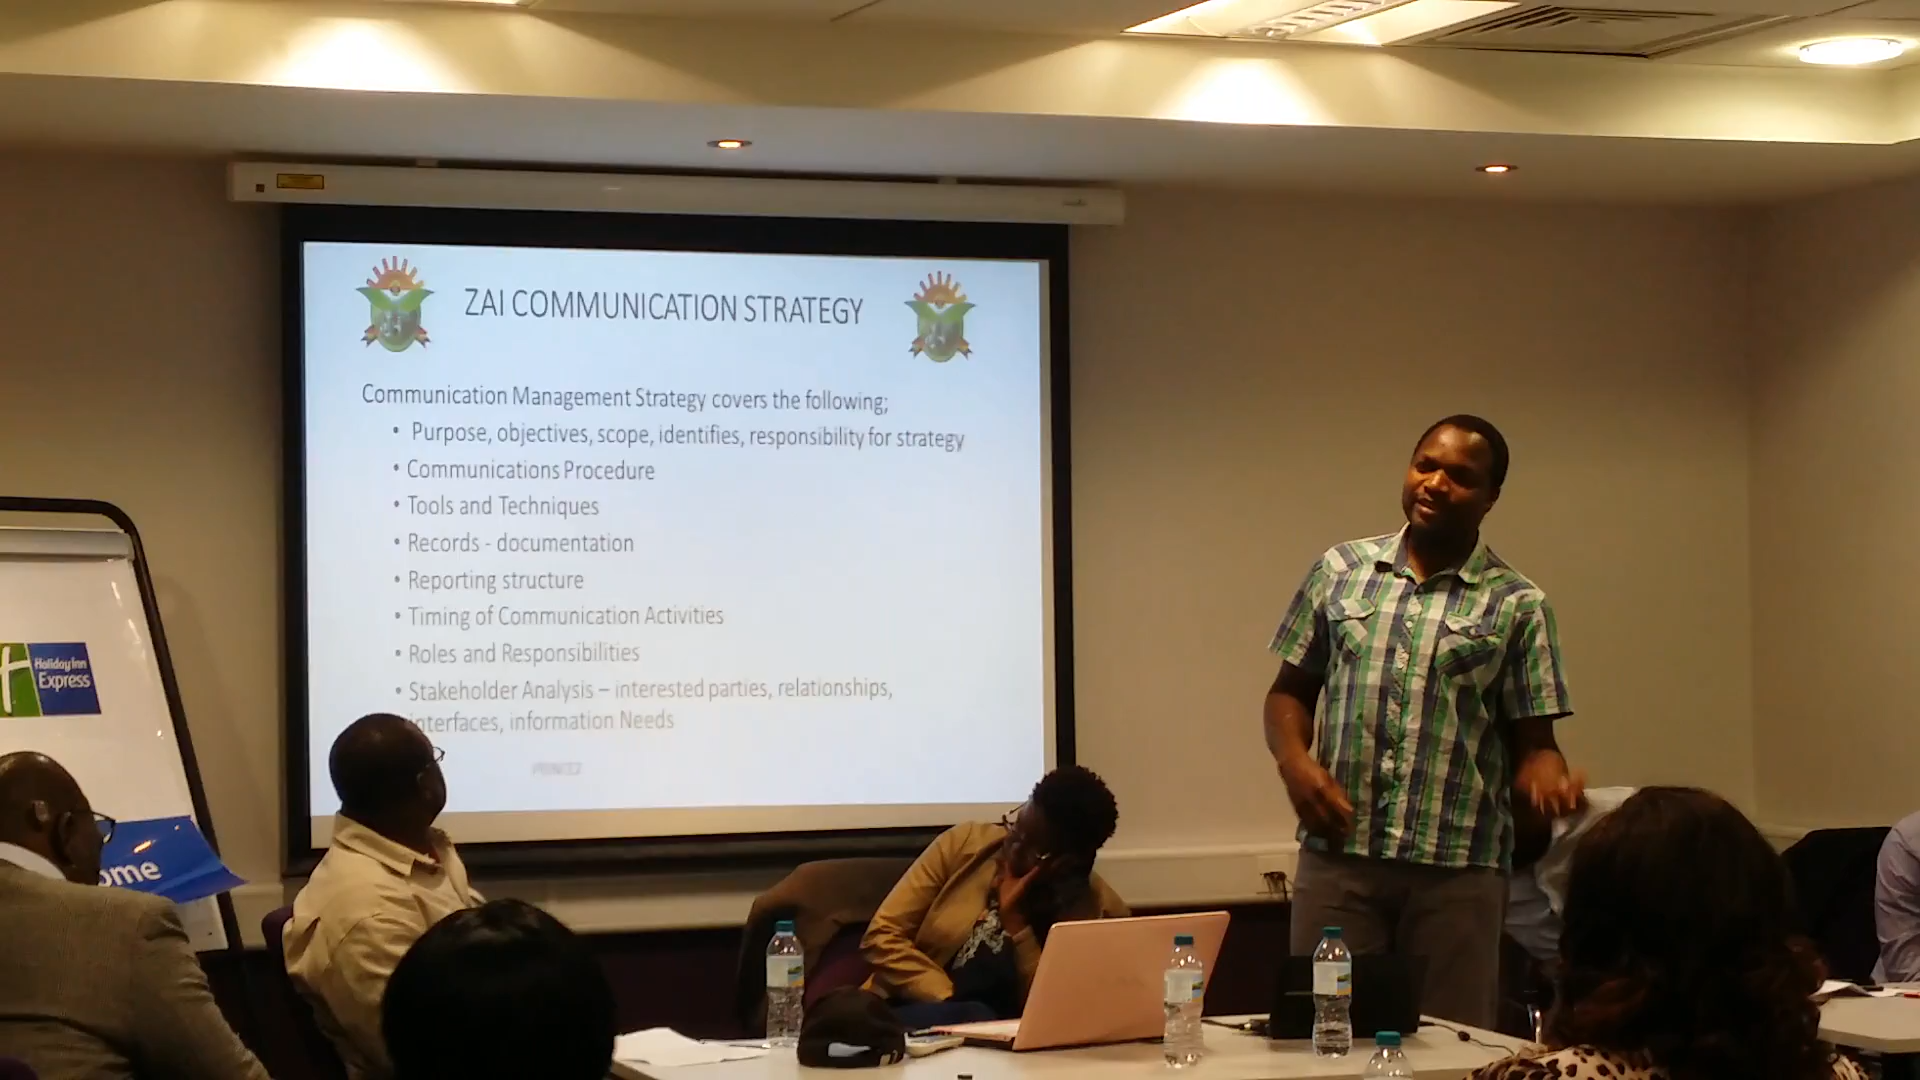 ZAI COMMUNICATION STRATEGY
Communication Management Strategy covers the following;
• Purpose, objectives, scope, identifies, responsibility for strategy
• Communications Procedure
• Tools and Techniques
• Records - documentation
• Reporting structure
• Timing of Communication Activities
• Roles and Responsibilities
• Stakeholder Analysis – interested parties, relationships,
interfaces, information Needs
PRINCE2
Holiday Inn
Express
ome